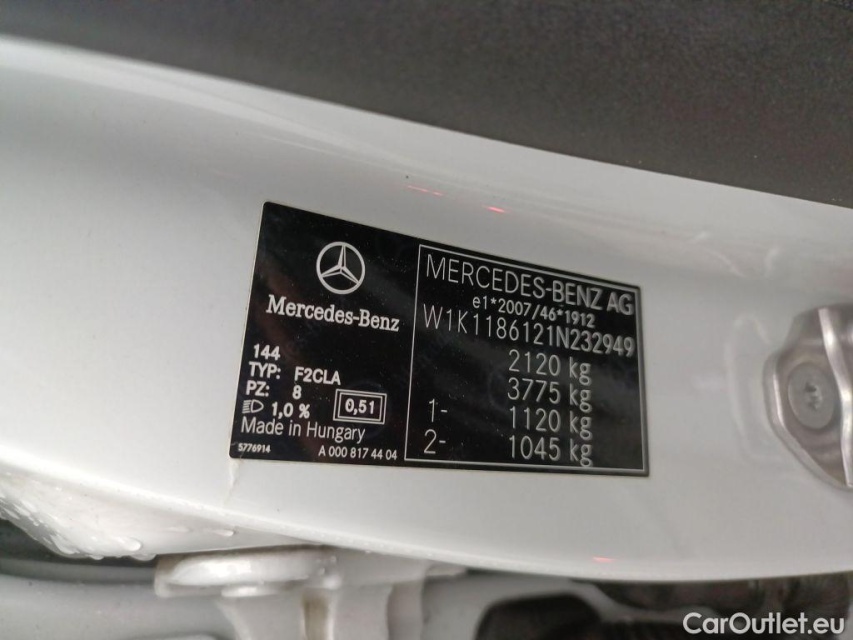 Mercedes-Benz
144
TYP: F2CLA
PZ: 8
1,0 % 0,51
Made in Hungary
5776914 A 000 817 44 04
MERCEDES-BENZ AG
e1*2007/46*1912
W1K1186121N232949
2120 kg
3775 kg
1- 1120 kg
2- 1045 kg
CarOutlet.eu